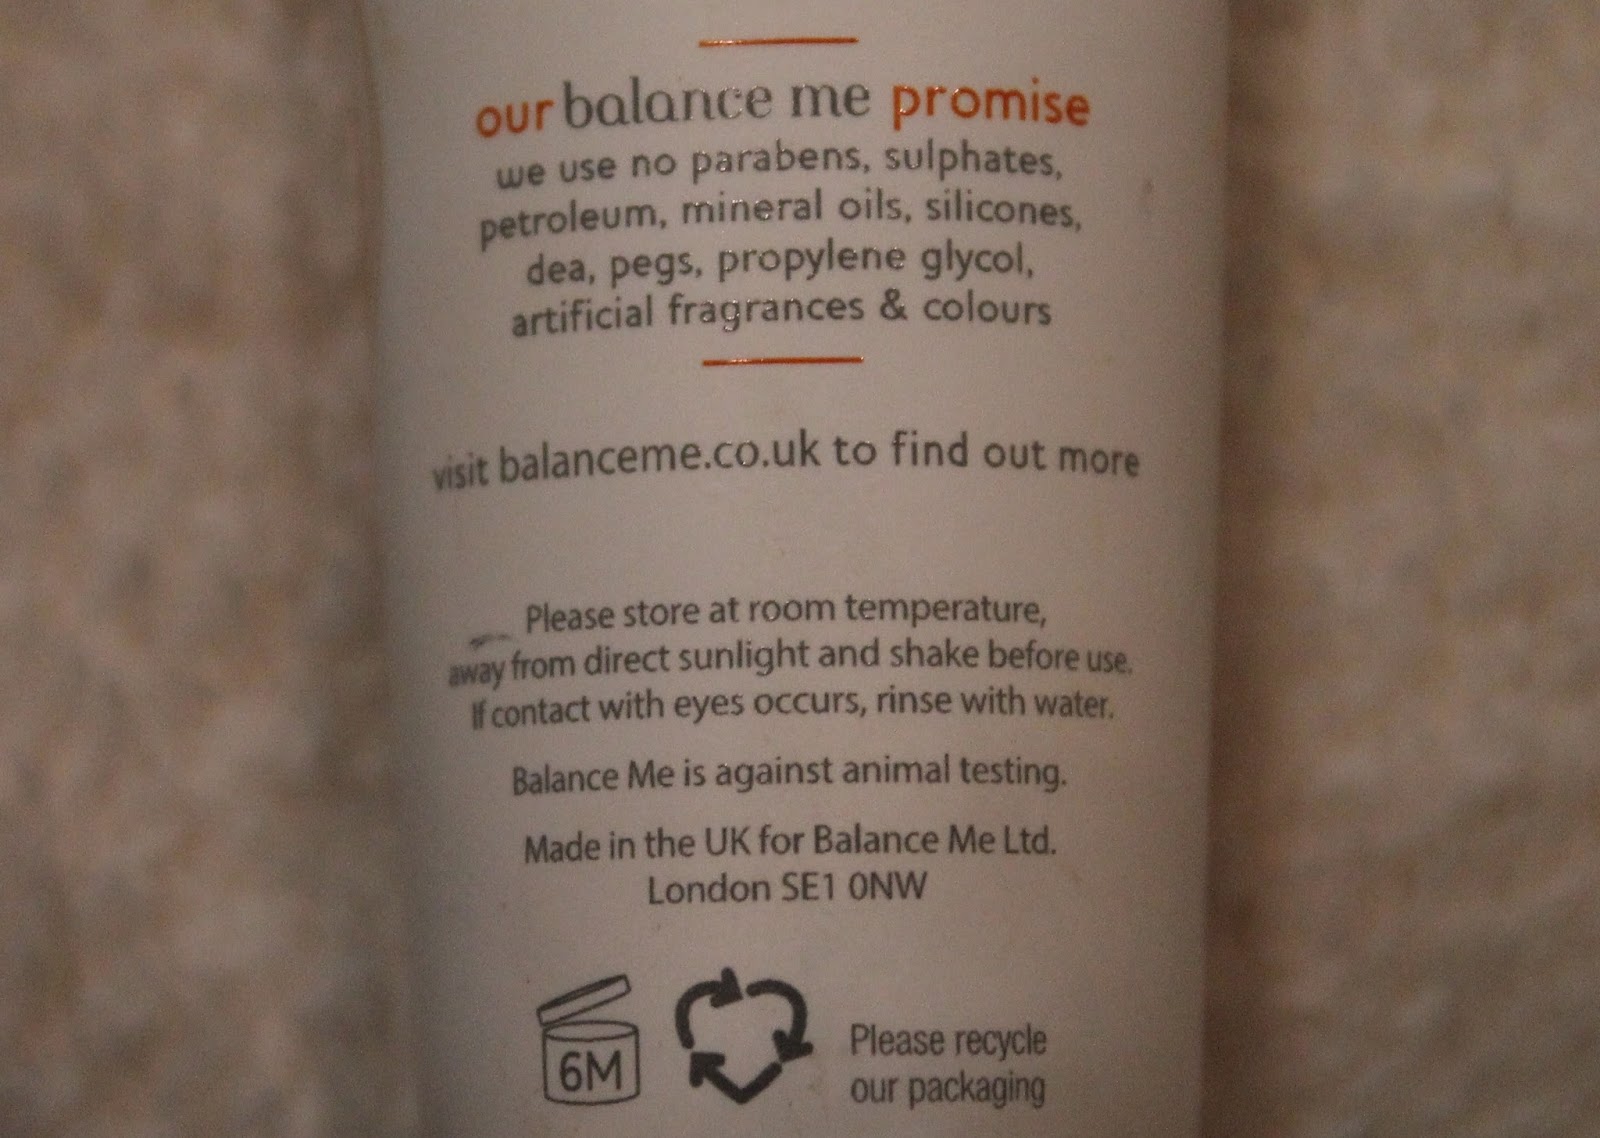 our balance me promise
we use no parabens, sulphates,
petroleum, mineral oils, silicones,
dea, pegs, propylene glycol,
artificial fragrances & colours
visit balanceme.co.uk to find out more
Please store at room temperature,
away from direct sunlight and shake before use.
If contact with eyes occurs, rinse with water.
Balance Me is against animal testing.
Made in the UK for Balance Me Ltd.
London SE1 0NW
6M
Please recycle
our packaging